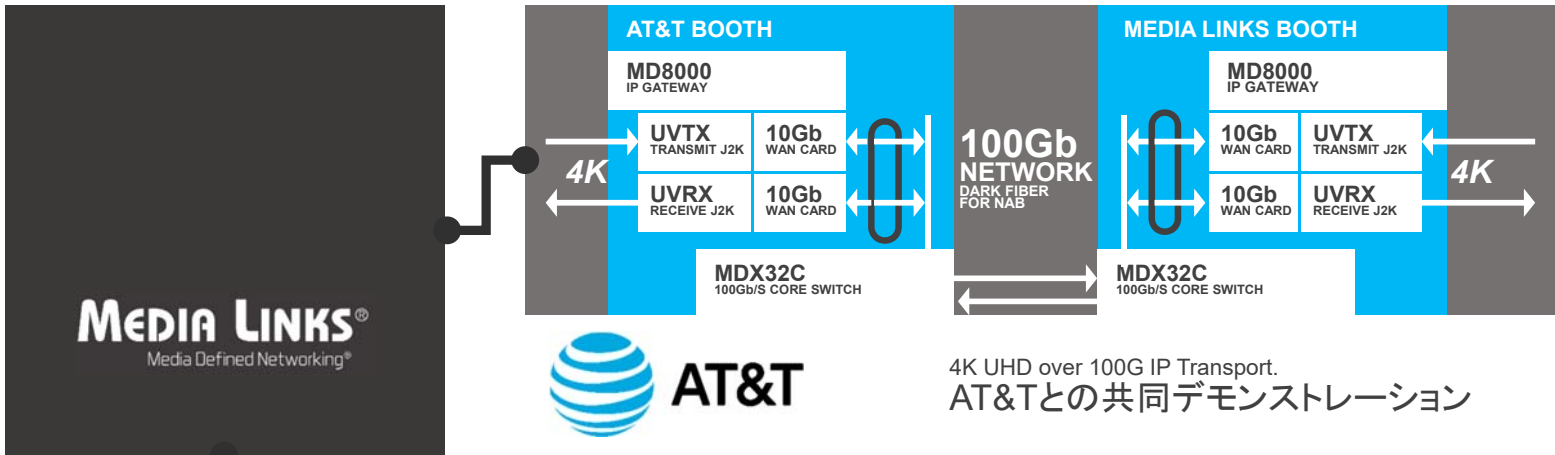 MEDIA LINKS®
Media Defined Networking®
AT&T BOOTH
MD8000
IP GATEWAY
UVTX
TRANSMIT J2K
10Gb
WAN CARD
4K
UVRX
RECEIVE J2K
10Gb
WAN CARD
MDX32C
100Gb/S CORE SWITCH
100Gb
NETWORK
DARK FIBER
FOR NAB
MEDIA LINKS BOOTH
MD8000
IP GATEWAY
10Gb
WAN CARD
UVTX
TRANSMIT J2K
4K
10Gb
WAN CARD
UVRX
RECEIVE J2K
MDX32C
100Gb/S CORE SWITCH
AT&T
4K UHD over 100G IP Transport.
AT&Tとの共同デモンストレーション